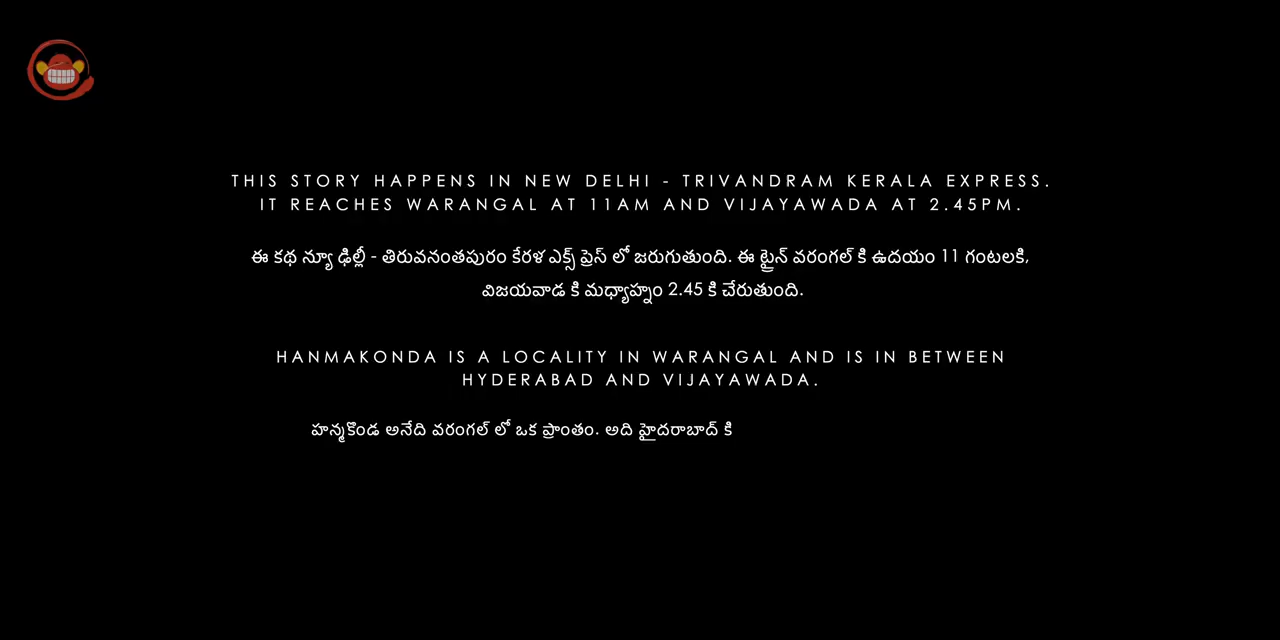 THIS STORY HAPPENS IN NEW DELHI - TRIVANDRAM KERALA EXPRESS.
IT REACHES WARANGAL AT 11AM AND VIJAYAWADA AT 2.45PM.
ఈ కథ న్యూ ఢిల్లీ - తిరువనంతపురం కేరళ ఎక్స్ ప్రెస్ లో జరుగుతుంది. ఈ ట్రైన్ వరంగల్ కి ఉదయం 11 గంటలకి,
విజయవాడ కి మధ్యాహ్నం 2.45 కి చేరుతుంది.
HANMAKONDA IS A LOCALITY IN WARANGAL AND IS IN BETWEEN
HYDERABAD AND VIJAYAWADA.
హన్మకొండ అనేది వరంగల్ లో ఒక ప్రాంతం. అది హైదరాబాద్ కి